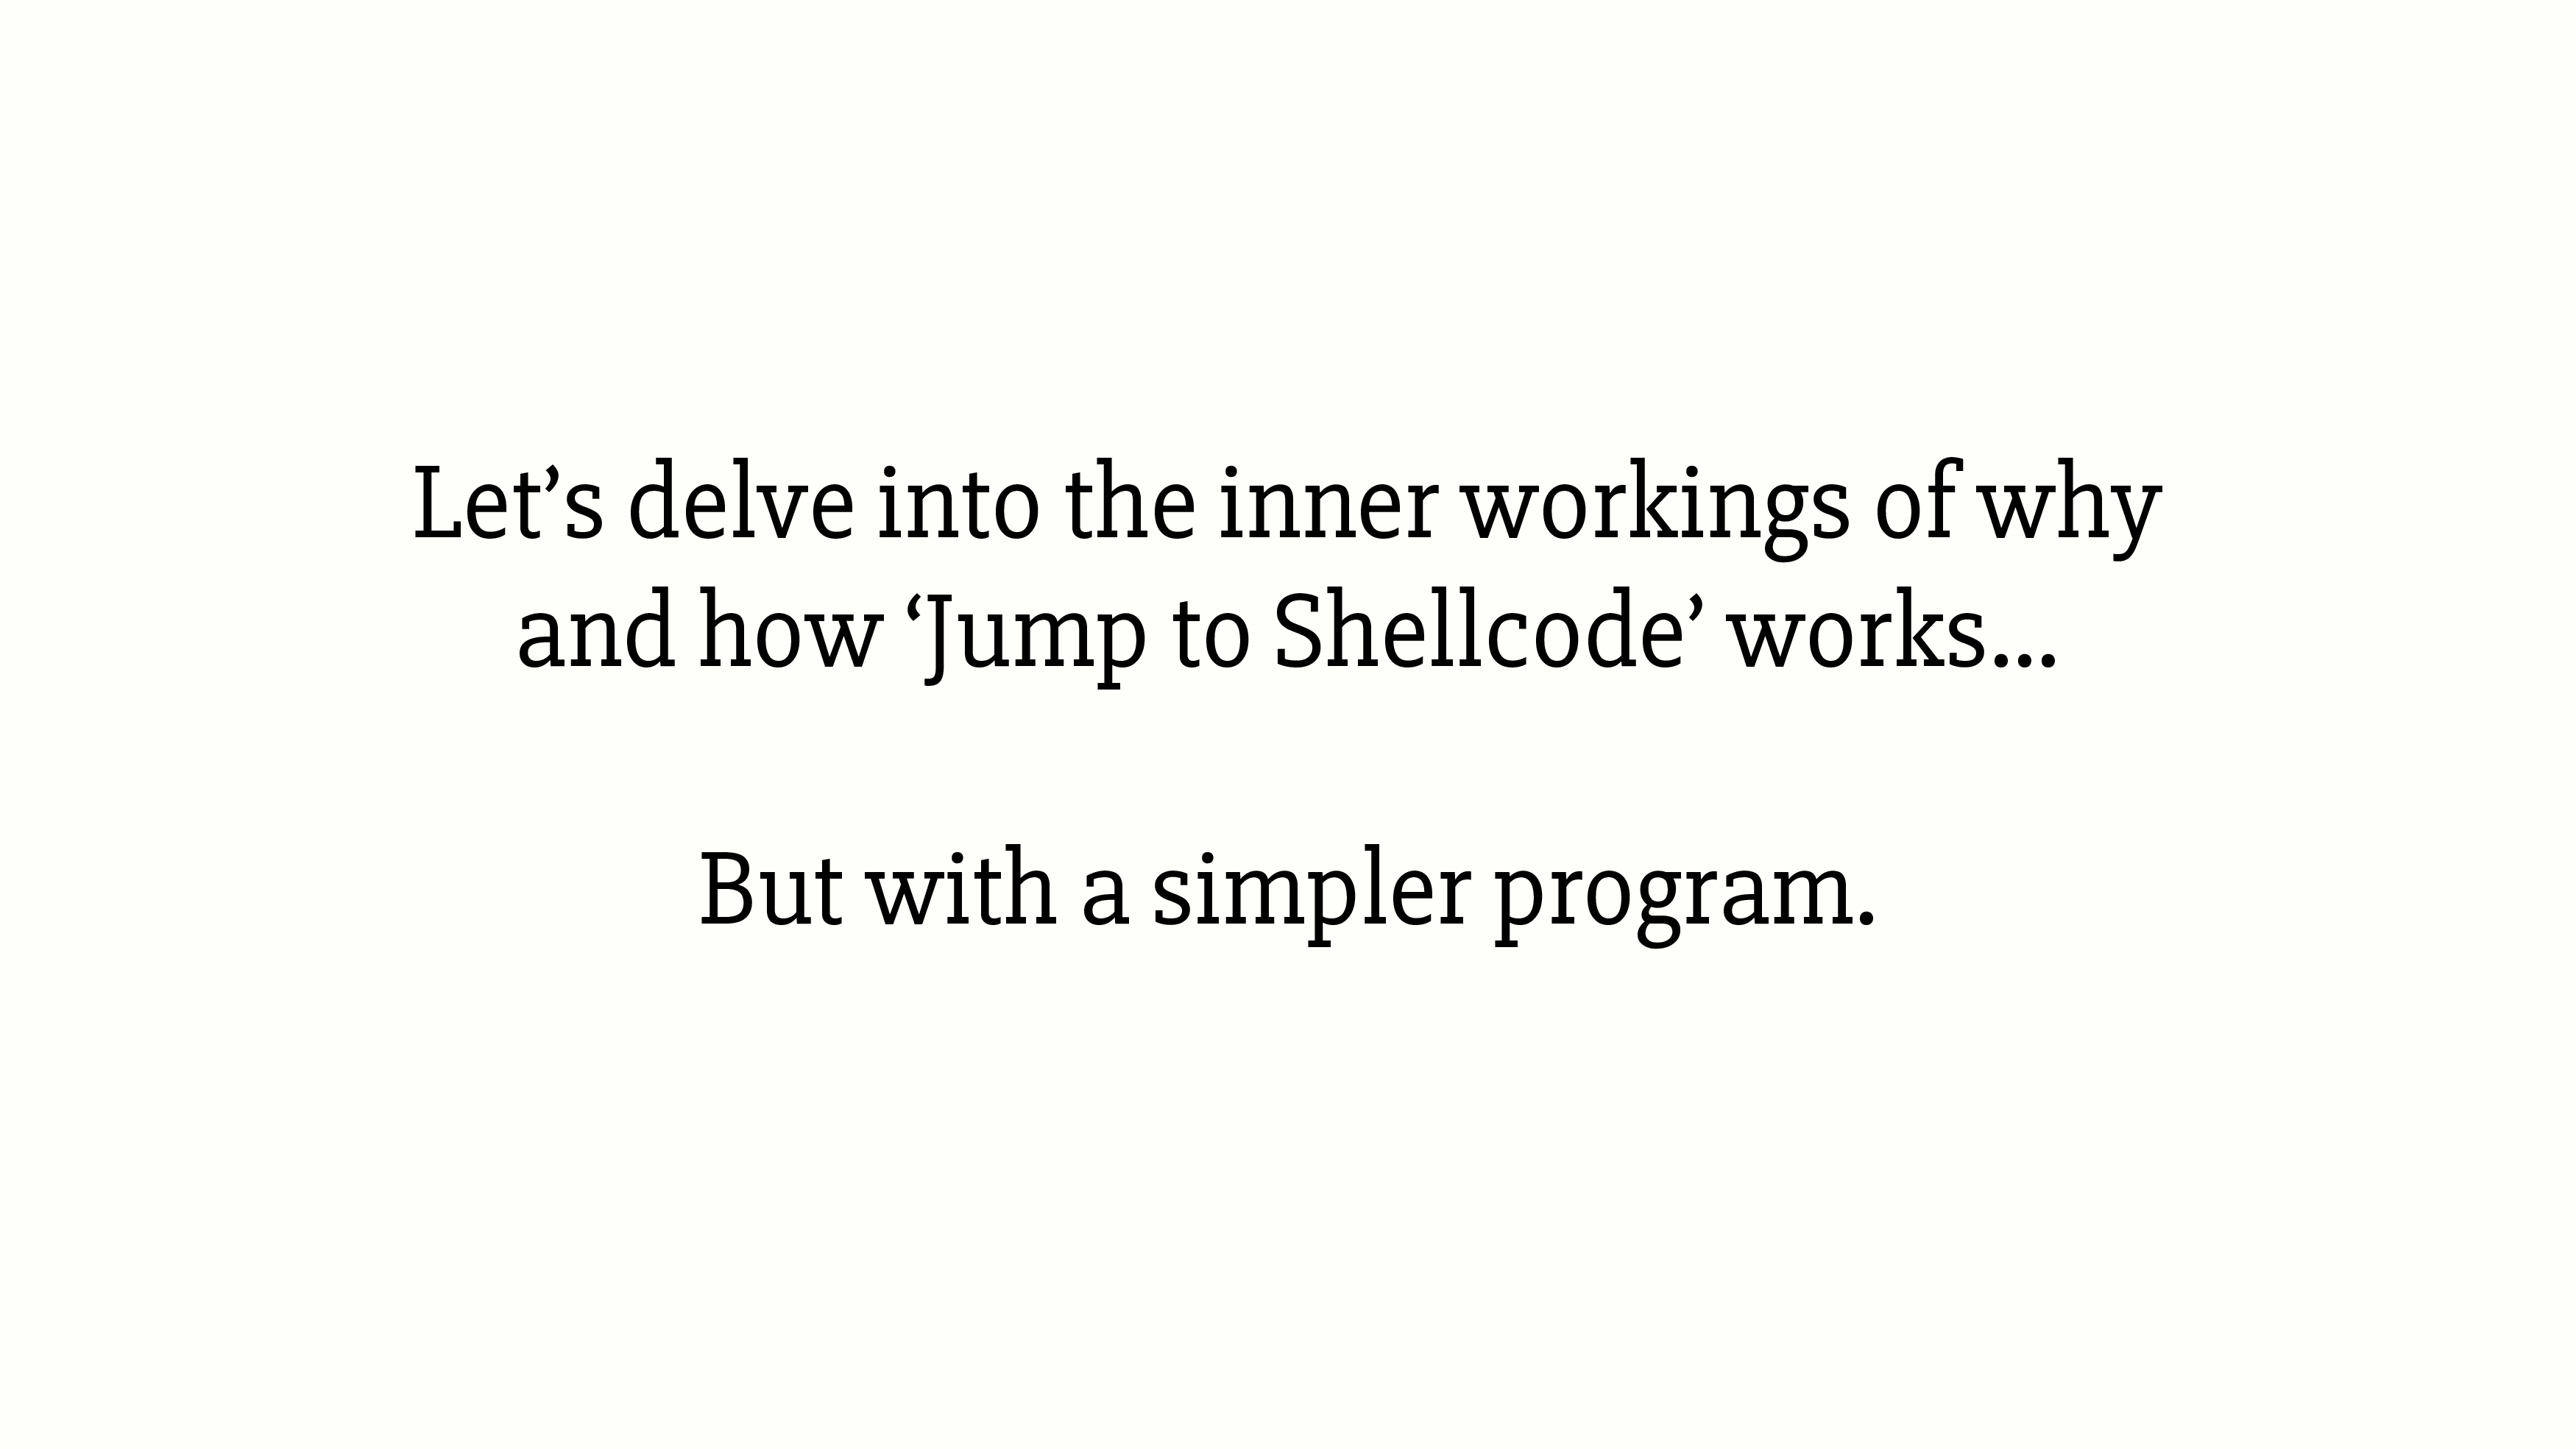 Let’s delve into the inner workings of why
and how ‘Jump to Shellcode’ works...
But with a simpler program.